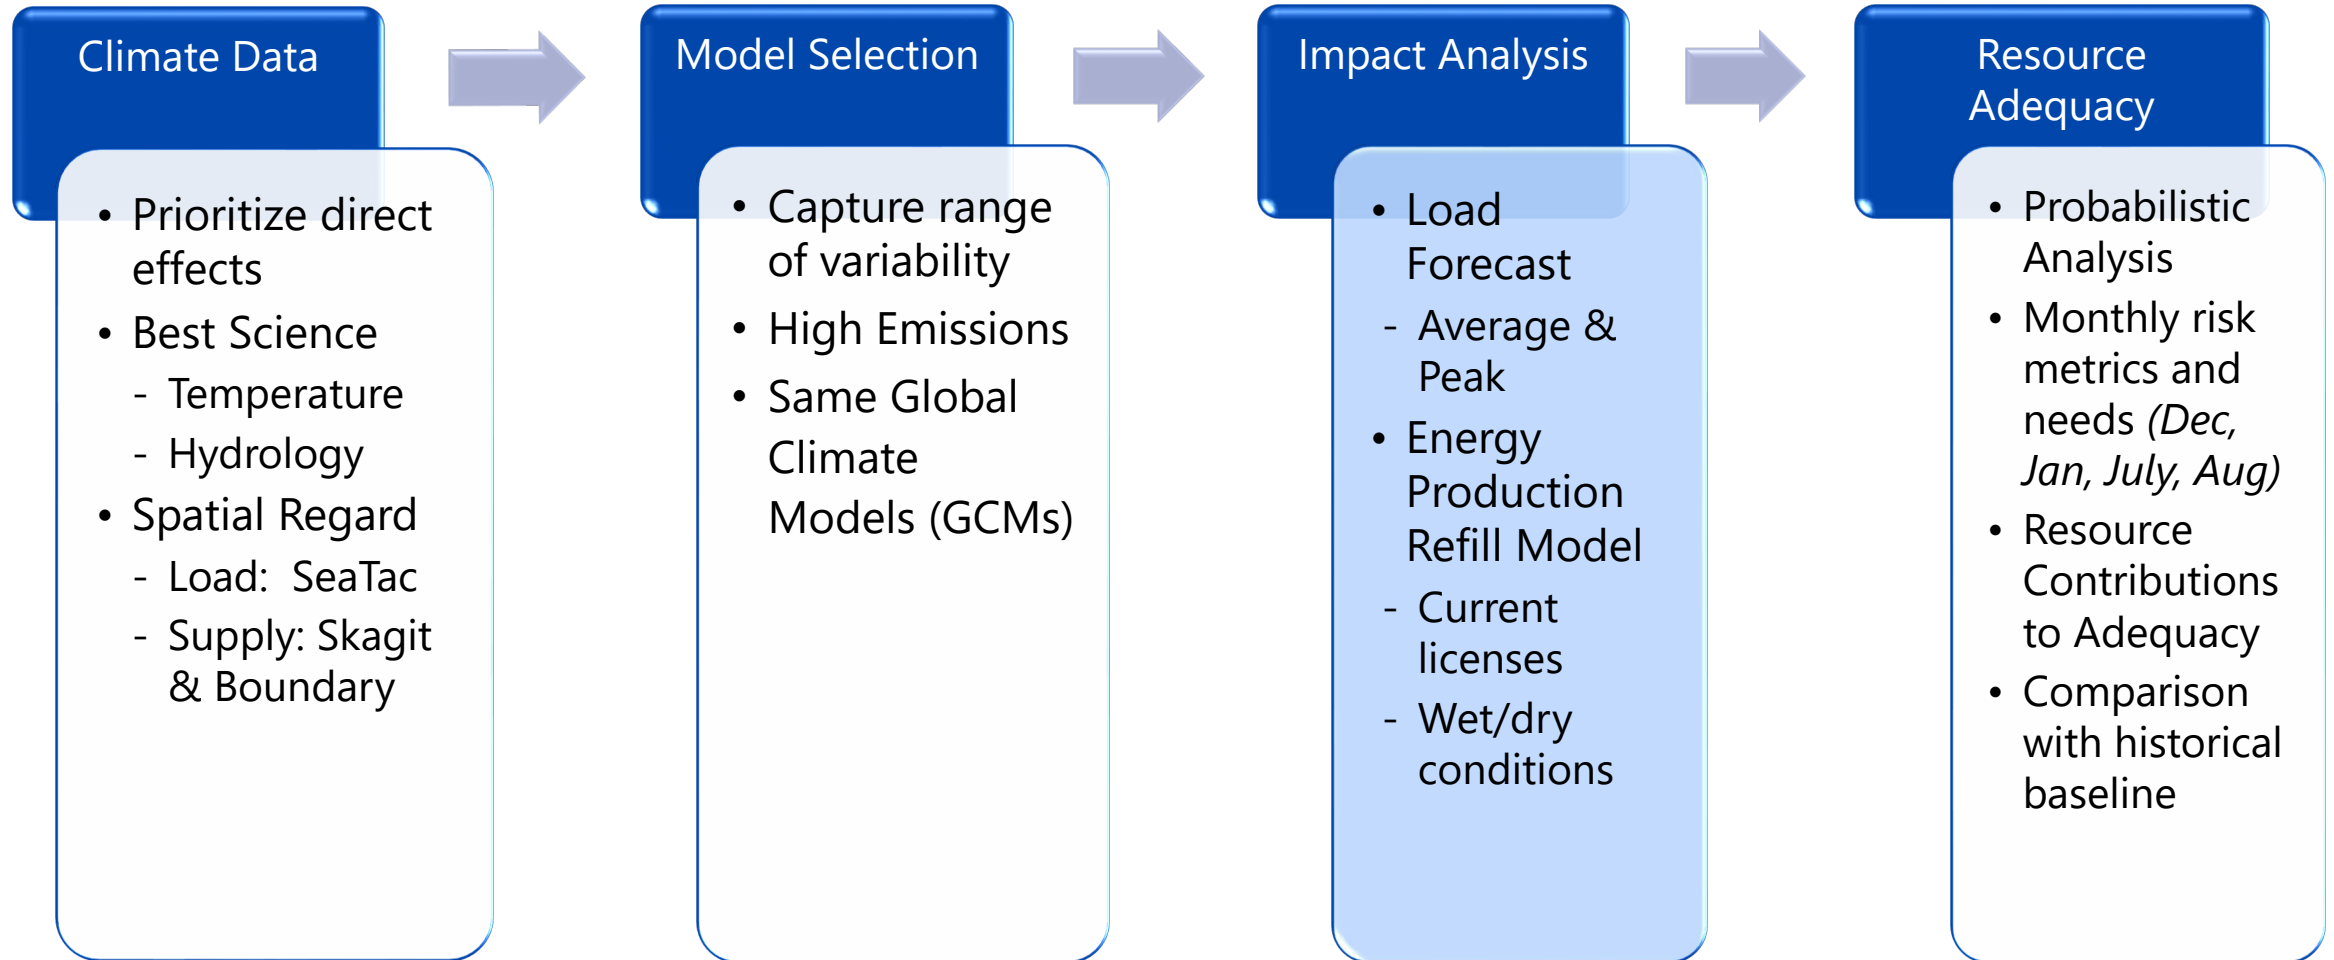 Climate Data
• Prioritize direct
effects
• Best Science
- Temperature
- Hydrology
• Spatial Regard
- Load:  SeaTac
- Supply: Skagit
& Boundary
Model Selection
• Capture range
of variability
• High Emissions
• Same Global
Climate
Models (GCMs)
Impact Analysis
• Load
Forecast
- Average &
Peak
• Energy
Production
Refill Model
- Current
licenses
- Wet/dry
conditions
Resource
Adequacy
• Probabilistic
Analysis
• Monthly risk
metrics and
needs (Dec,
Jan, July, Aug)
• Resource
Contributions
to Adequacy
• Comparison
with historical
baseline